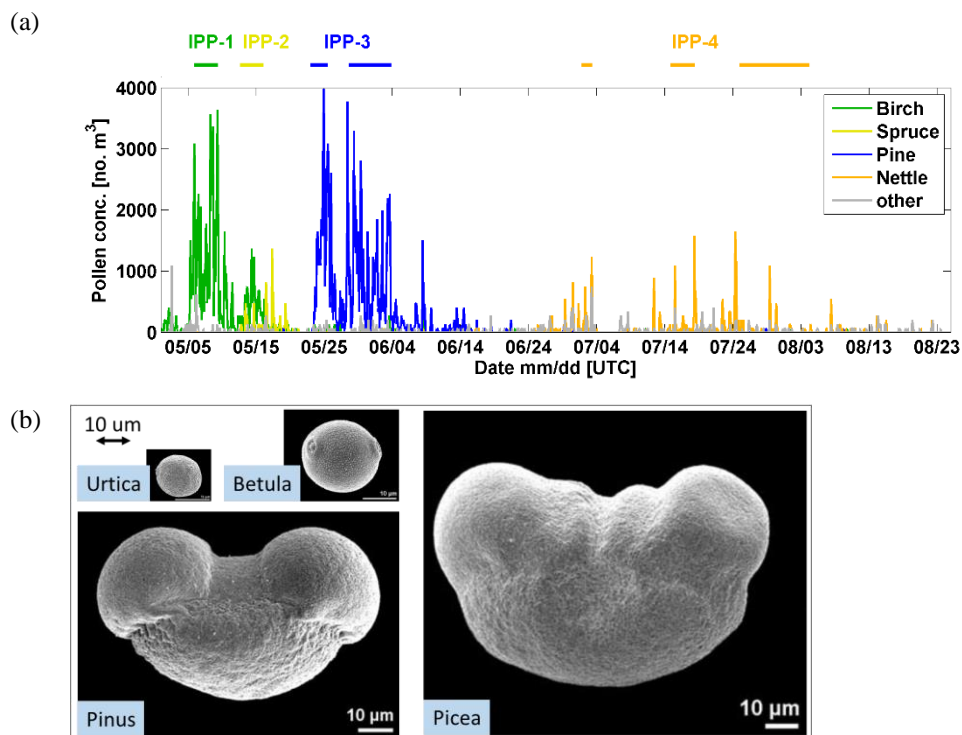 (a)
IPP-1 IPP-2 IPP-3 IPP-4
4000
3000
2000
1000
0
Pollen conc. [no. m³]
Birch
Spruce
Pine
Nettle
other
05/05 05/15 05/25 06/04 06/14 06/24 07/04 07/14 07/24 08/03 08/13 08/23
Date mm/dd [UTC]
(b)
10 µm
Urtica
Betula
10 µm
Pinus
10 µm
Picea
10 µm